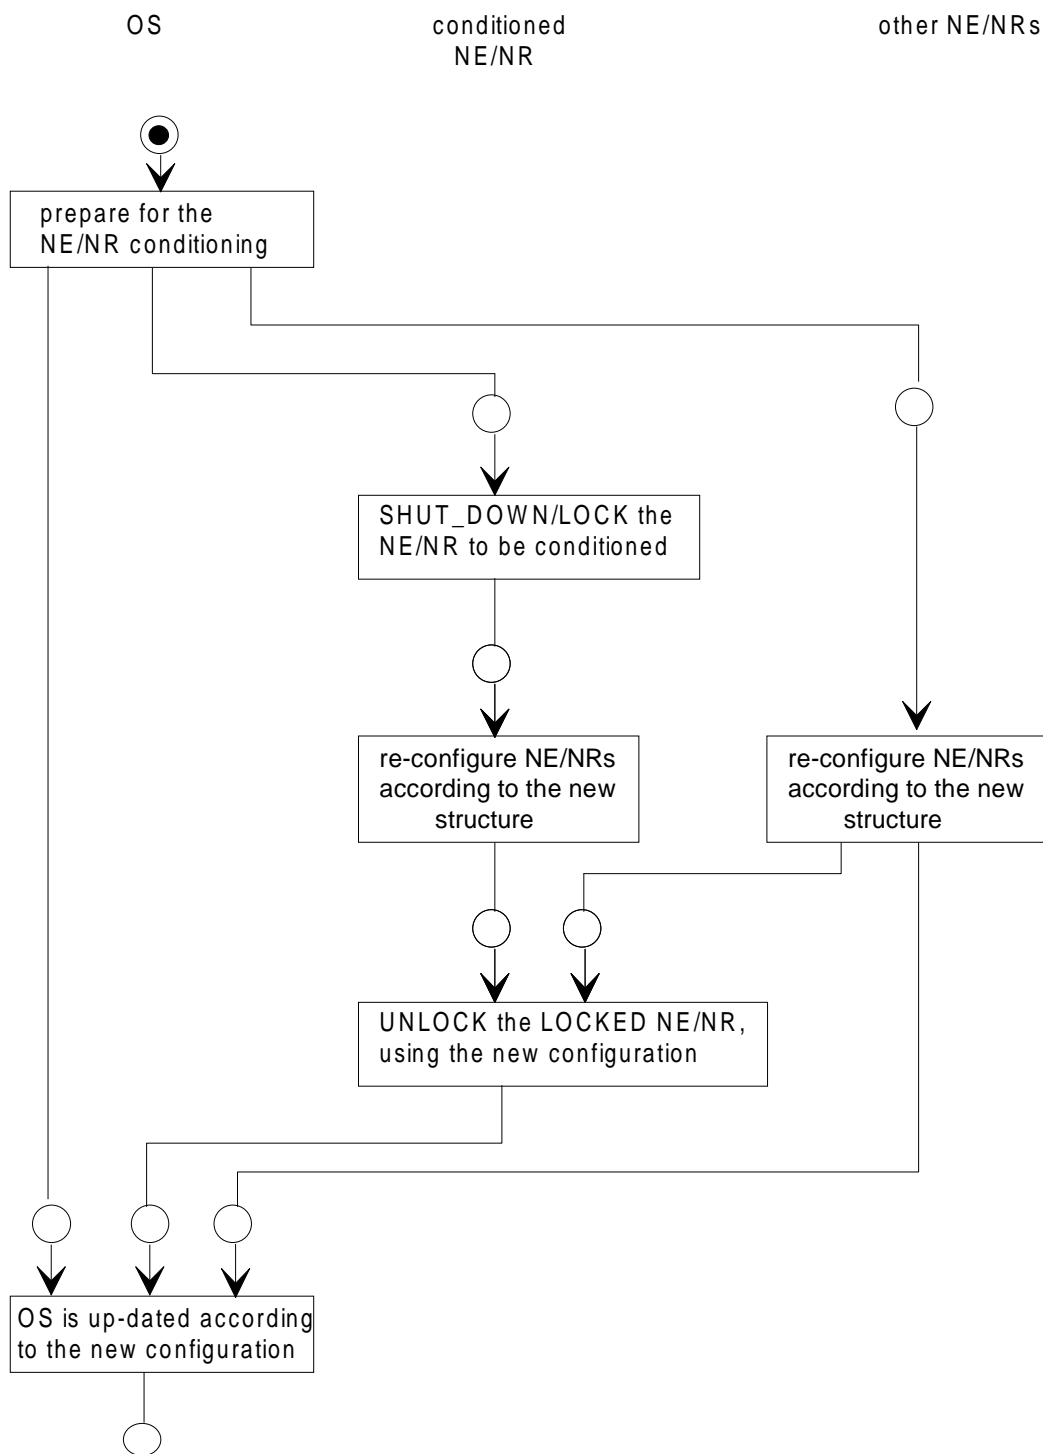 OS
conditioned
NE/NR
other NE/NRs
prepare for the
NE/NR conditioning
SHUT_DOWN/LOCK the
NE/NR to be conditioned
re-configure NE/NRs
according to the new
structure
re-configure NE/NRs
according to the new
structure
UNLOCK the LOCKED NE/NR,
using the new configuration
OS is up-dated according
to the new configuration